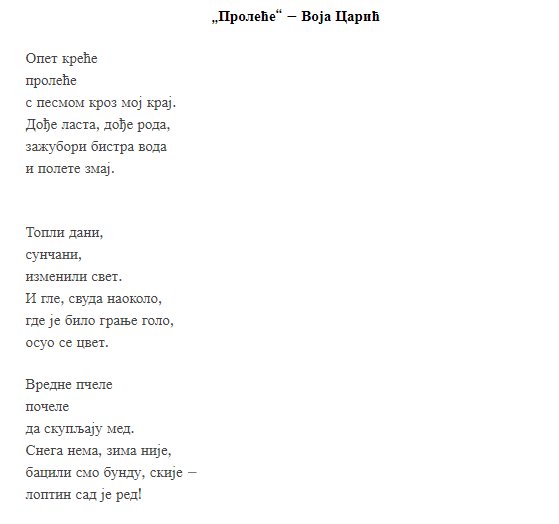 „Пролеће“ – Воја Царић
Опет креће
пролеће
с песмом кроз мој крај.
Дође ласта, дође рода,
зажубори бистра вода
и полете змај.
Топли дани,
сунчани,
изменили свет.
И гле, свуда наоколо,
где је било грање голо,
осуо се цвет.
Вредне пчеле
почеле
да скупљају мед.
Снега нема, зима није,
бацили смо бунду, скије –
лоптин сад је ред!